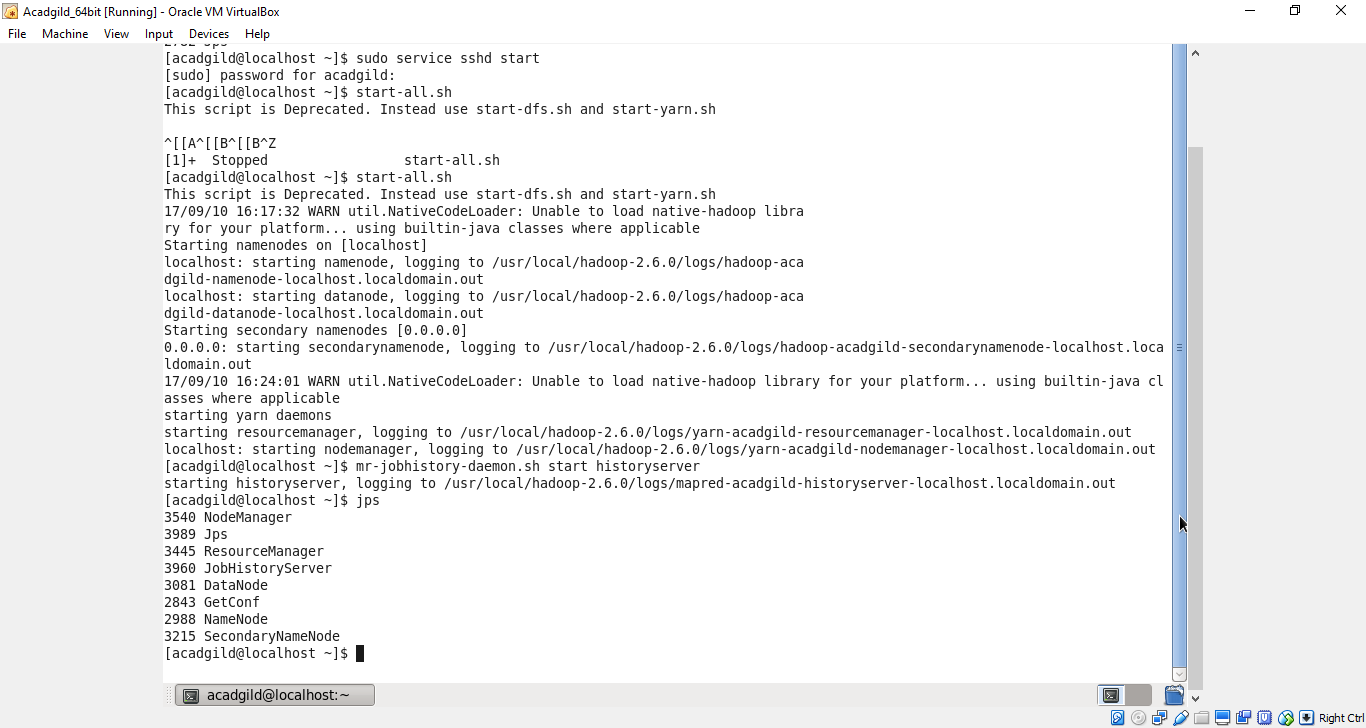 Acadgild_64bit [Running] - Oracle VM VirtualBox
File Machine View Input Devices Help
[acadgild@localhost ~]$ sudo service sshd start
[sudo] password for acadgild:
[acadgild@localhost ~]$ start-all.sh
This script is Deprecated. Instead use start-dfs.sh and start-yarn.sh
^[[A^[[B^[[B^Z
[1]+  Stopped                 start-all.sh
[acadgild@localhost ~]$ start-all.sh
This script is Deprecated. Instead use start-dfs.sh and start-yarn.sh
17/09/10 16:17:32 WARN util.NativeCodeLoader: Unable to load native-hadoop libra
ry for your platform... using builtin-java classes where applicable
Starting namenodes on [localhost]
localhost: starting namenode, logging to /usr/local/hadoop-2.6.0/logs/hadoop-aca
dgild-namenode-localhost.localdomain.out
localhost: starting datanode, logging to /usr/local/hadoop-2.6.0/logs/hadoop-aca
dgild-datanode-localhost.localdomain.out
Starting secondary namenodes [0.0.0.0]
0.0.0.0: starting secondarynamenode, logging to /usr/local/hadoop-2.6.0/logs/hadoop-acadgild-secondarynamenode-localhost.loca
ldomain.out
17/09/10 16:24:01 WARN util.NativeCodeLoader: Unable to load native-hadoop library for your platform... using builtin-java cl
asses where applicable
starting yarn daemons
starting resourcemanager, logging to /usr/local/hadoop-2.6.0/logs/yarn-acadgild-resourcemanager-localhost.localdomain.out
localhost: starting nodemanager, logging to /usr/local/hadoop-2.6.0/logs/yarn-acadgild-nodemanager-localhost.localdomain.out
[acadgild@localhost ~]$ mr-jobhistory-daemon.sh start historyserver
starting historyserver, logging to /usr/local/hadoop-2.6.0/logs/mapred-acadgild-historyserver-localhost.localdomain.out
[acadgild@localhost ~]$ jps
3540 NodeManager
3989 Jps
3445 ResourceManager
3960 JobHistoryServer
3081 DataNode
2843 GetConf
2988 NameNode
3215 SecondaryNameNode
[acadgild@localhost ~]$
acadgild@localhost:~
Right Ctrl